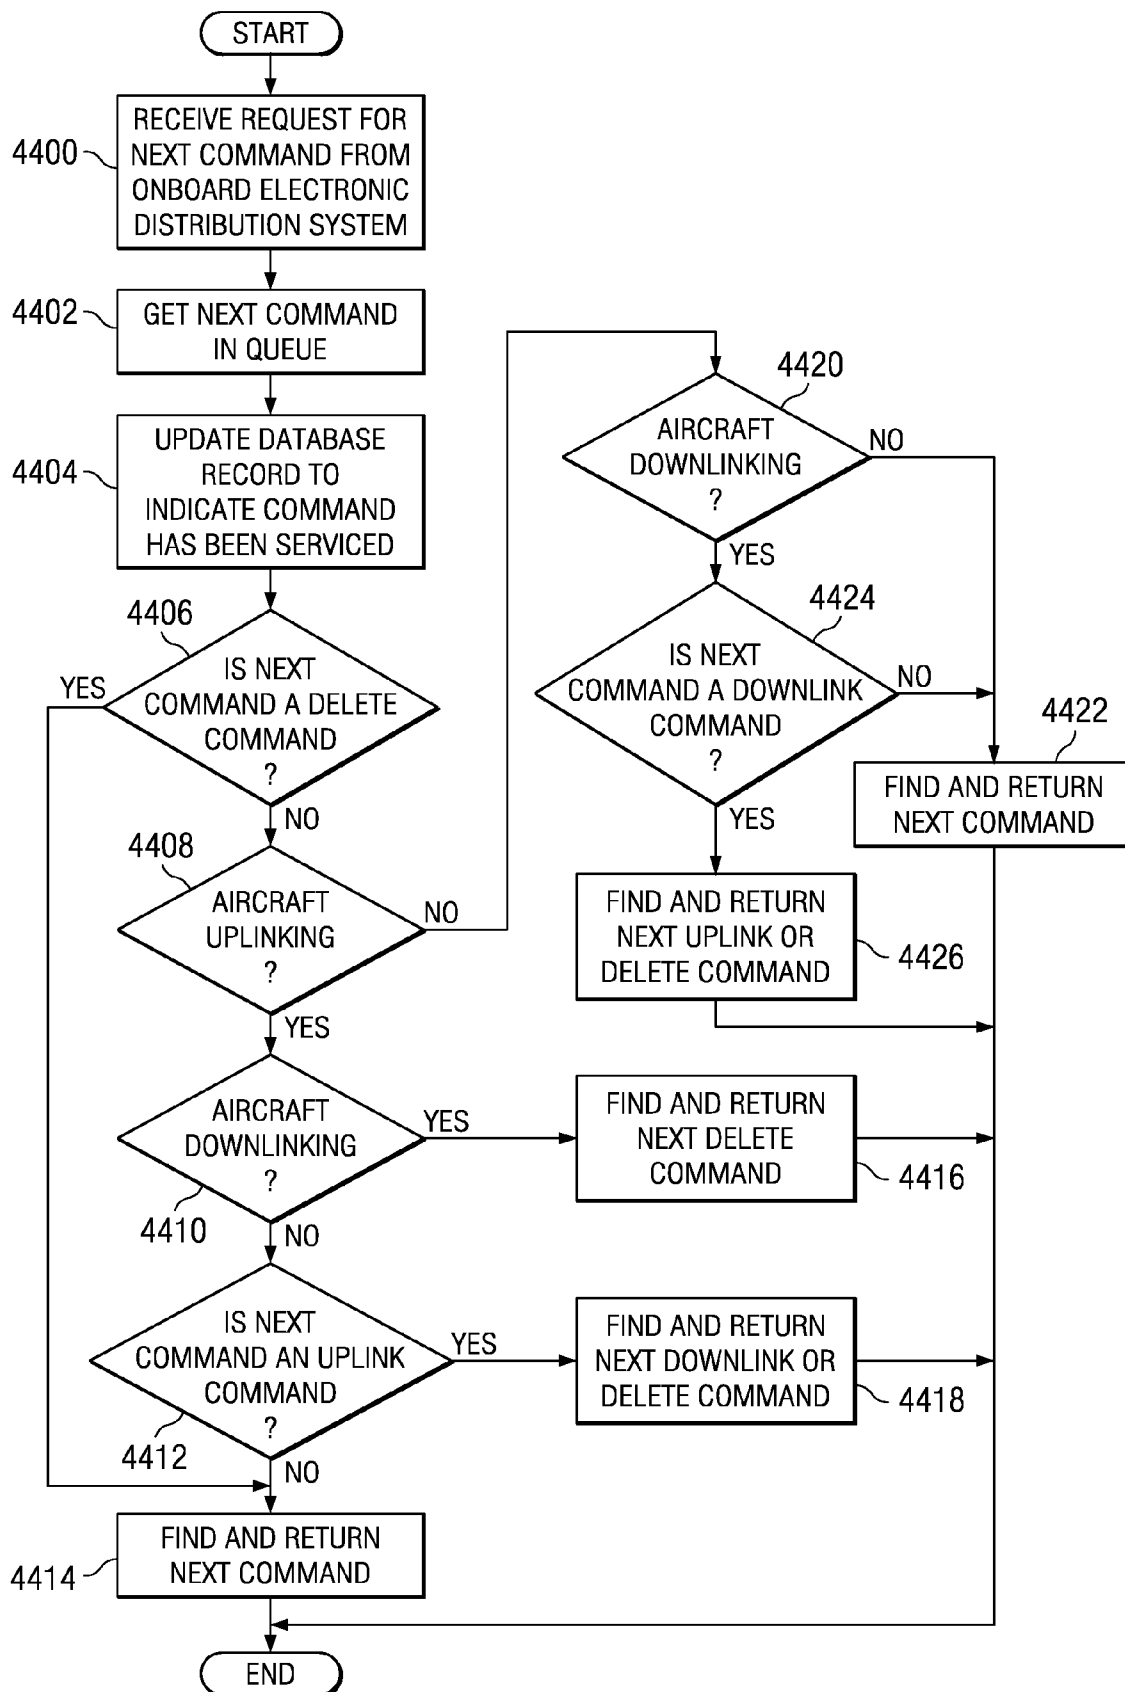 START
4400
RECEIVE REQUEST FOR
NEXT COMMAND FROM
ONBOARD ELECTRONIC
DISTRIBUTION SYSTEM
4402
GET NEXT COMMAND
IN QUEUE
4404
UPDATE DATABASE
RECORD TO
INDICATE COMMAND
HAS BEEN SERVICED
4406
YES
IS NEXT
COMMAND A DELETE
COMMAND
?
NO
4408
AIRCRAFT
UPLINKING
?
NO
YES
AIRCRAFT
DOWNLINKING
?
YES
4410
NO
IS NEXT
COMMAND AN UPLINK
COMMAND
?
YES
4412
NO
4414
FIND AND RETURN
NEXT COMMAND
END
4420
AIRCRAFT
DOWNLINKING
?
NO
YES
4424
IS NEXT
COMMAND A DOWNLINK
COMMAND
?
NO
YES
4422
FIND AND RETURN
NEXT COMMAND
FIND AND RETURN
NEXT UPLINK OR
DELETE COMMAND
4426
FIND AND RETURN
NEXT DELETE
COMMAND
4416
FIND AND RETURN
NEXT DOWNLINK OR
DELETE COMMAND
4418